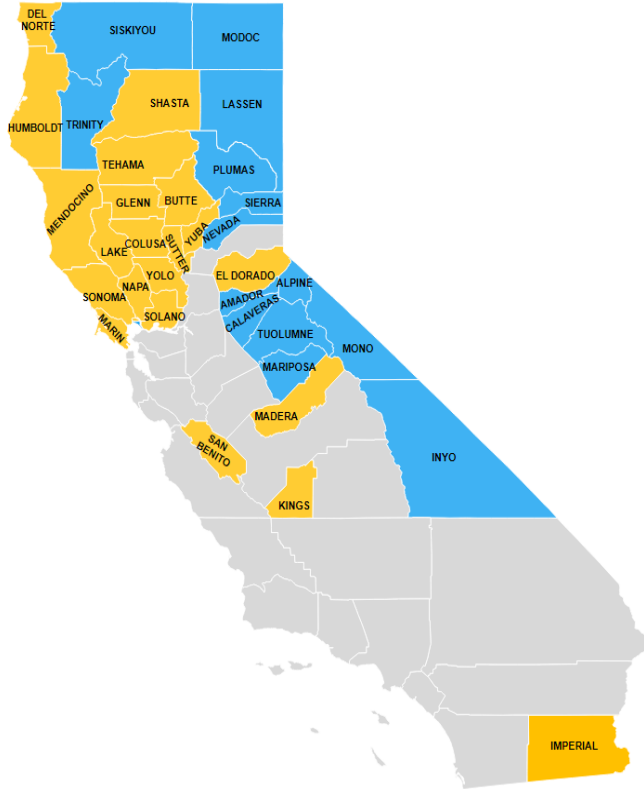 DEL
NORTE
SISKIYOU
MODOC
HUMBOLDT
TRINITY
SHASTA
LASSEN
TEHAMA
PLUMAS
MENDOCINO
GLENN
BUTTE
SIERRA
LAKE
COLUSA
SUTTER
YUBA
NEVADA
SONOMA
NAPA
YOLO
EL DORADO
ALPINE
MARIN
SOLANO
AMADOR
CALAVERAS
TUOLUMNE
MONO
MARIPOSA
MADERA
SAN
BENITO
INYO
KINGS
IMPERIAL